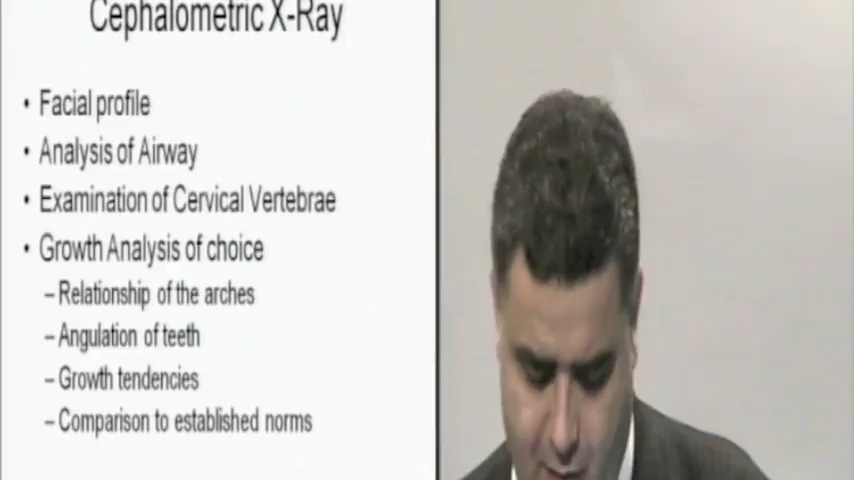 Cephalometric X-Ray
• Facial profile
• Analysis of Airway
• Examination of Cervical Vertebrae
• Growth Analysis of choice
– Relationship of the arches
– Angulation of teeth
– Growth tendencies
– Comparison to established norms